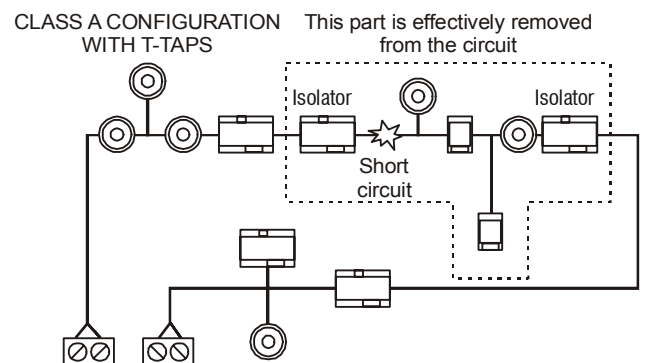 CLASS A CONFIGURATION
WITH T-TAPS
This part is effectively removed
from the circuit
Isolator
Isolator
Short
circuit